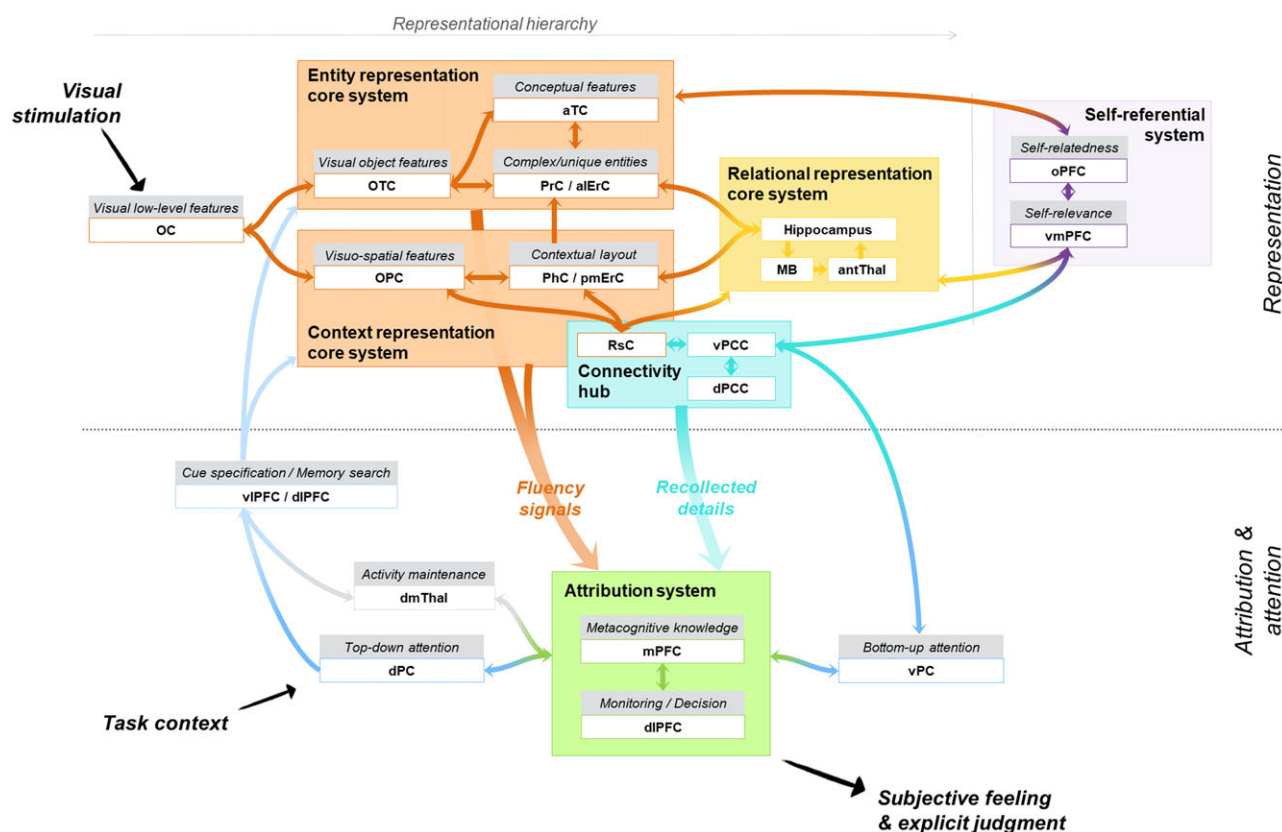 Representational hierarchy
Visual
stimulation
Entity representation
core system
Conceptual features
aTC
Visual object features
OTC
Complex/unique entities
PrC / alErC
Visual low-level features
OC
Visuo-spatial features
OPC
Contextual layout
PhC / pmErC
Context representation
core system
Relational representation
core system
Hippocampus
MB
antThal
Self-referential
system
Self-relatedness
oPFC
Self-relevance
vmPFC
RsC
vPCC
Connectivity
hub
dPCC
Representation
Cue specification / Memory search
vlPFC / dlPFC
Fluency
signals
Recollected
details
Activity maintenance
dmThal
Top-down attention
dPC
Task context
Attribution system
Metacognitive knowledge
mPFC
Monitoring / Decision
dlPFC
Bottom-up attention
vPC
Attribution &
attention
Subjective feeling
& explicit judgment